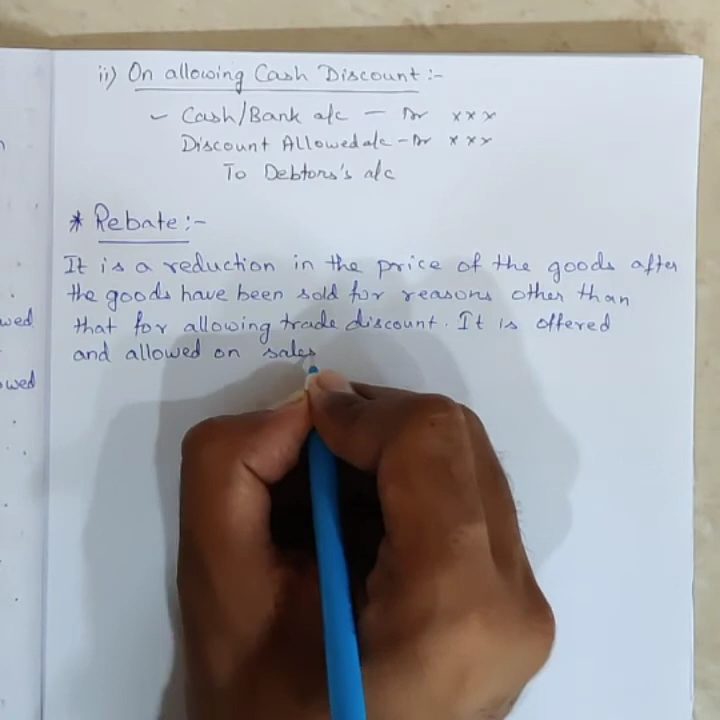 ii) On allowing Cash Discount :-
- Cash/Bank a/c — Dr xxx
Discount Allowed a/c - Dr xxx
To Debtors's a/c
* Rebate :-
It is a reduction in the price of the goods after
the goods have been sold for reasons other than
that for allowing trade discount. It is offered
and allowed on sales
wed
owed